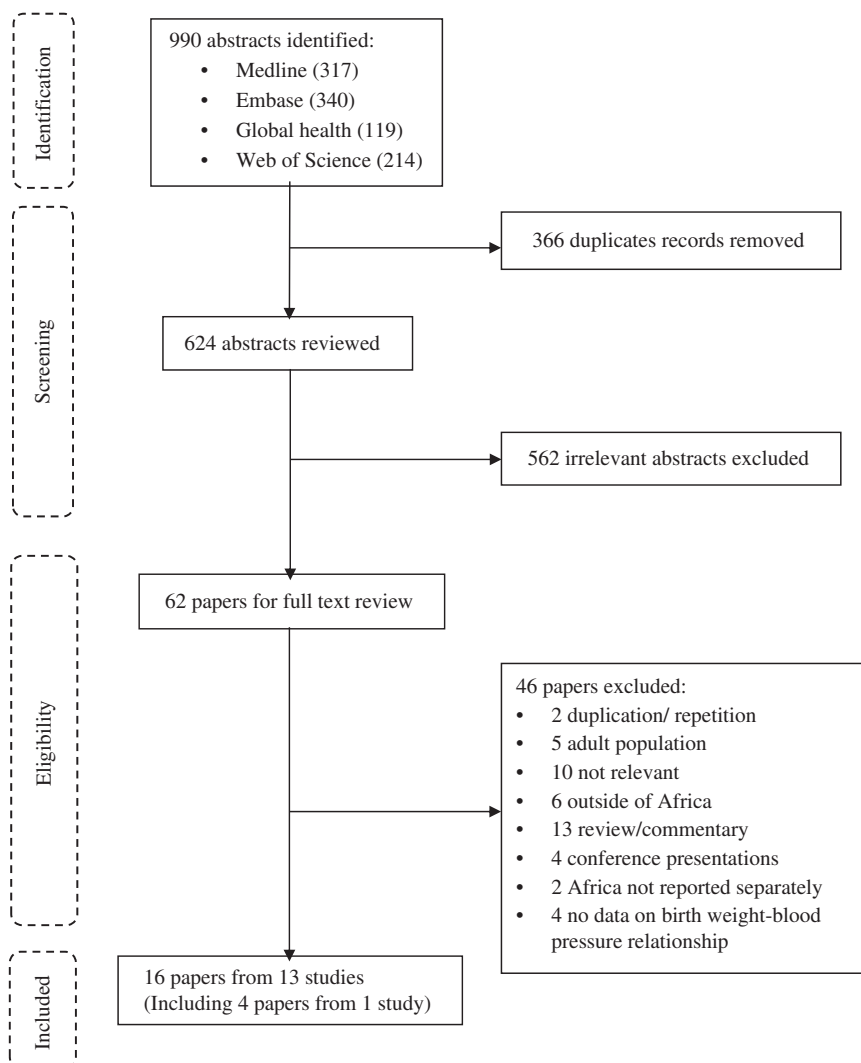 Identification
990 abstracts identified:
• Medline (317)
• Embase (340)
• Global health (119)
• Web of Science (214)
Screening
366 duplicates records removed
624 abstracts reviewed
562 irrelevant abstracts excluded
Eligibility
62 papers for full text review
46 papers excluded:
• 2 duplication/ repetition
• 5 adult population
• 10 not relevant
• 6 outside of Africa
• 13 review/commentary
• 4 conference presentations
• 2 Africa not reported separately
• 4 no data on birth weight-blood
pressure relationship
Included
16 papers from 13 studies
(Including 4 papers from 1 study)